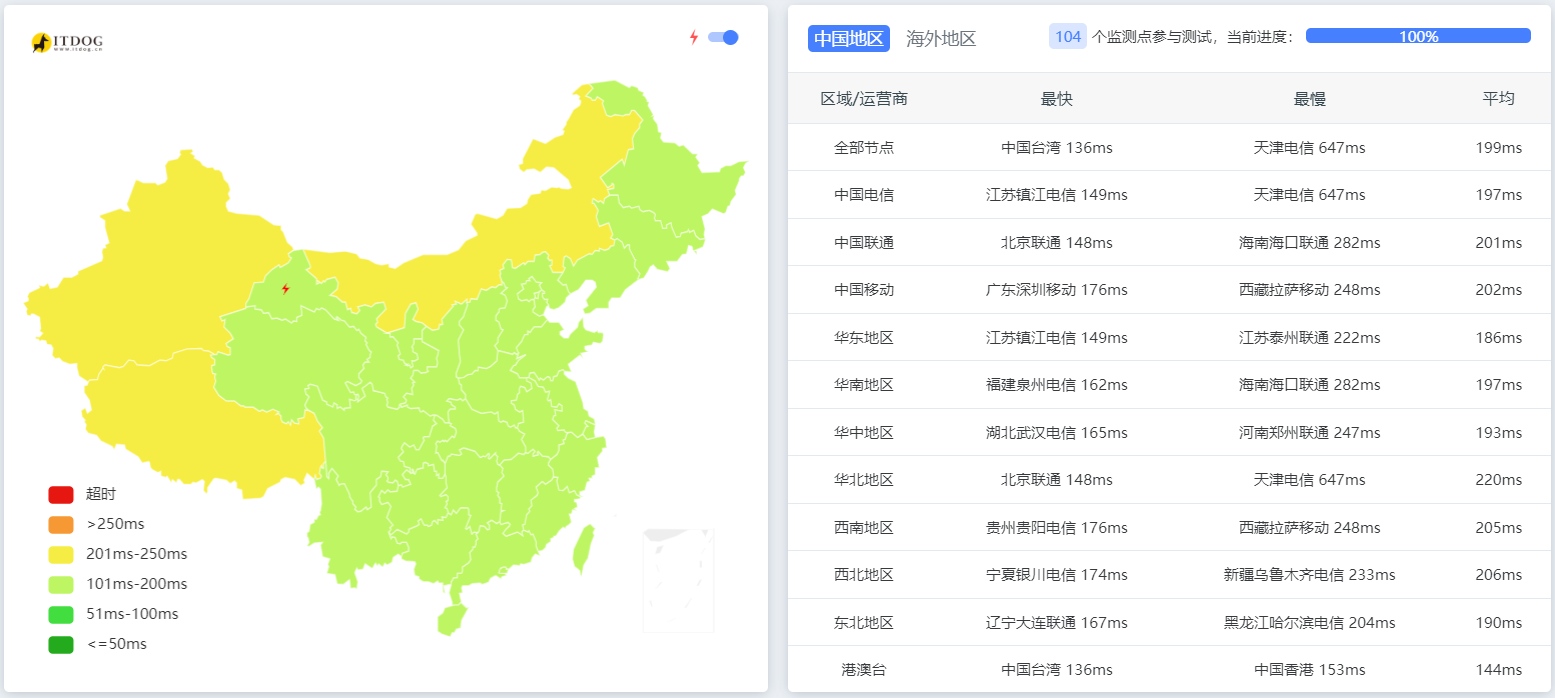 ITDOG
www.itdog.cn
超时
>250ms
201ms-250ms
101ms-200ms
51ms-100ms
<=50ms
中国地区 海外地区 104 个监测点参与测试，当前进度： 100%
区域/运营商 最快 最慢 平均
全部节点 中国台湾 136ms 天津电信 647ms 199ms
中国电信 江苏镇江电信 149ms 天津电信 647ms 197ms
中国联通 北京联通 148ms 海南海口联通 282ms 201ms
中国移动 广东深圳移动 176ms 西藏拉萨移动 248ms 202ms
华东地区 江苏镇江电信 149ms 江苏泰州联通 222ms 186ms
华南地区 福建泉州电信 162ms 海南海口联通 282ms 197ms
华中地区 湖北武汉电信 165ms 河南郑州联通 247ms 193ms
华北地区 北京联通 148ms 天津电信 647ms 220ms
西南地区 贵州贵阳电信 176ms 西藏拉萨移动 248ms 205ms
西北地区 宁夏银川电信 174ms 新疆乌鲁木齐电信 233ms 206ms
东北地区 辽宁大连联通 167ms 黑龙江哈尔滨电信 204ms 190ms
港澳台 中国台湾 136ms 中国香港 153ms 144ms